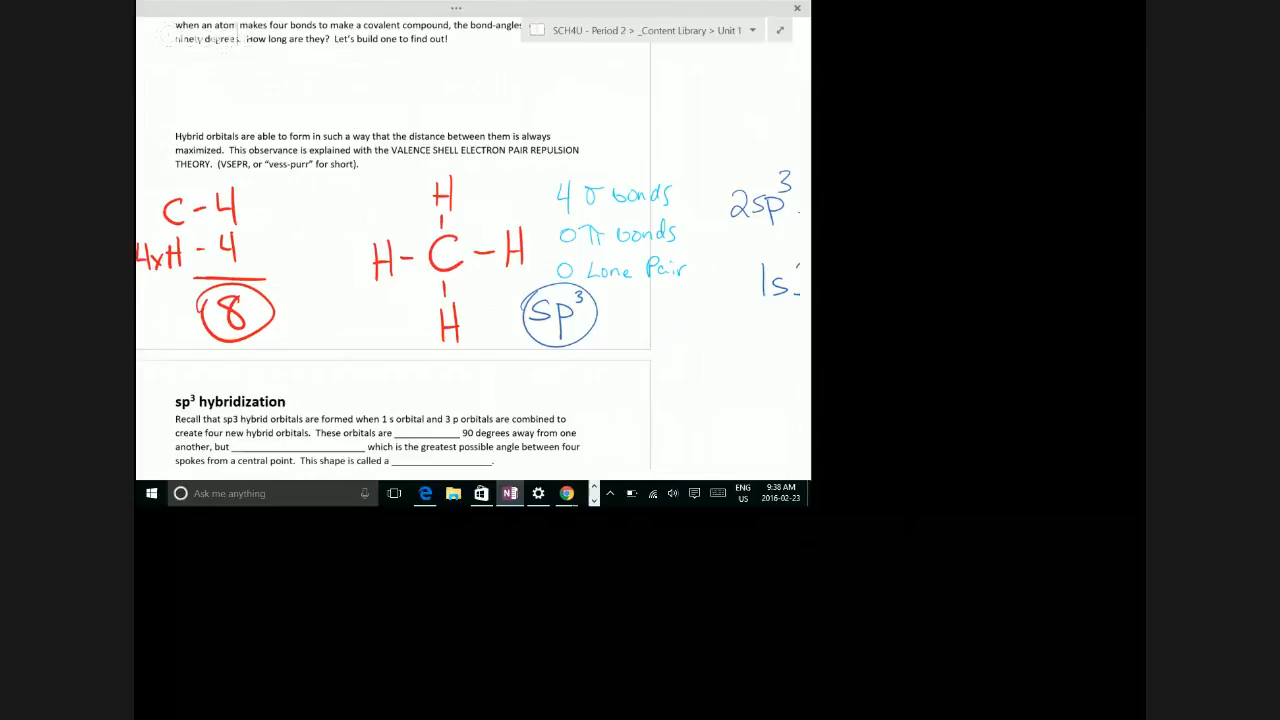 when an atom makes four bonds to make a covalent compound, the bond-angles
ninety degrees. How long are they? Let's build one to find out!
SCH4U - Period 2 > _Content Library > Unit 1
Hybrid orbitals are able to form in such a way that the distance between them is always
maximized. This observance is explained with the VALENCE SHELL ELECTRON PAIR REPULSION
THEORY. (VSEPR, or "vess-purr" for short).
C - 4
4xH - 4
8
H
H - C - H
H
4 σ bonds
0 π bonds
0 Lone Pair
sp³
2sp³
1s
sp³ hybridization
Recall that sp3 hybrid orbitals are formed when 1 s orbital and 3 p orbitals are combined to
create four new hybrid orbitals. These orbitals are ____________ 90 degrees away from one
another, but ________________________ which is the greatest possible angle between four
spokes from a central point. This shape is called a ___________________.
Ask me anything
ENG
US
9:38 AM
2016-02-23